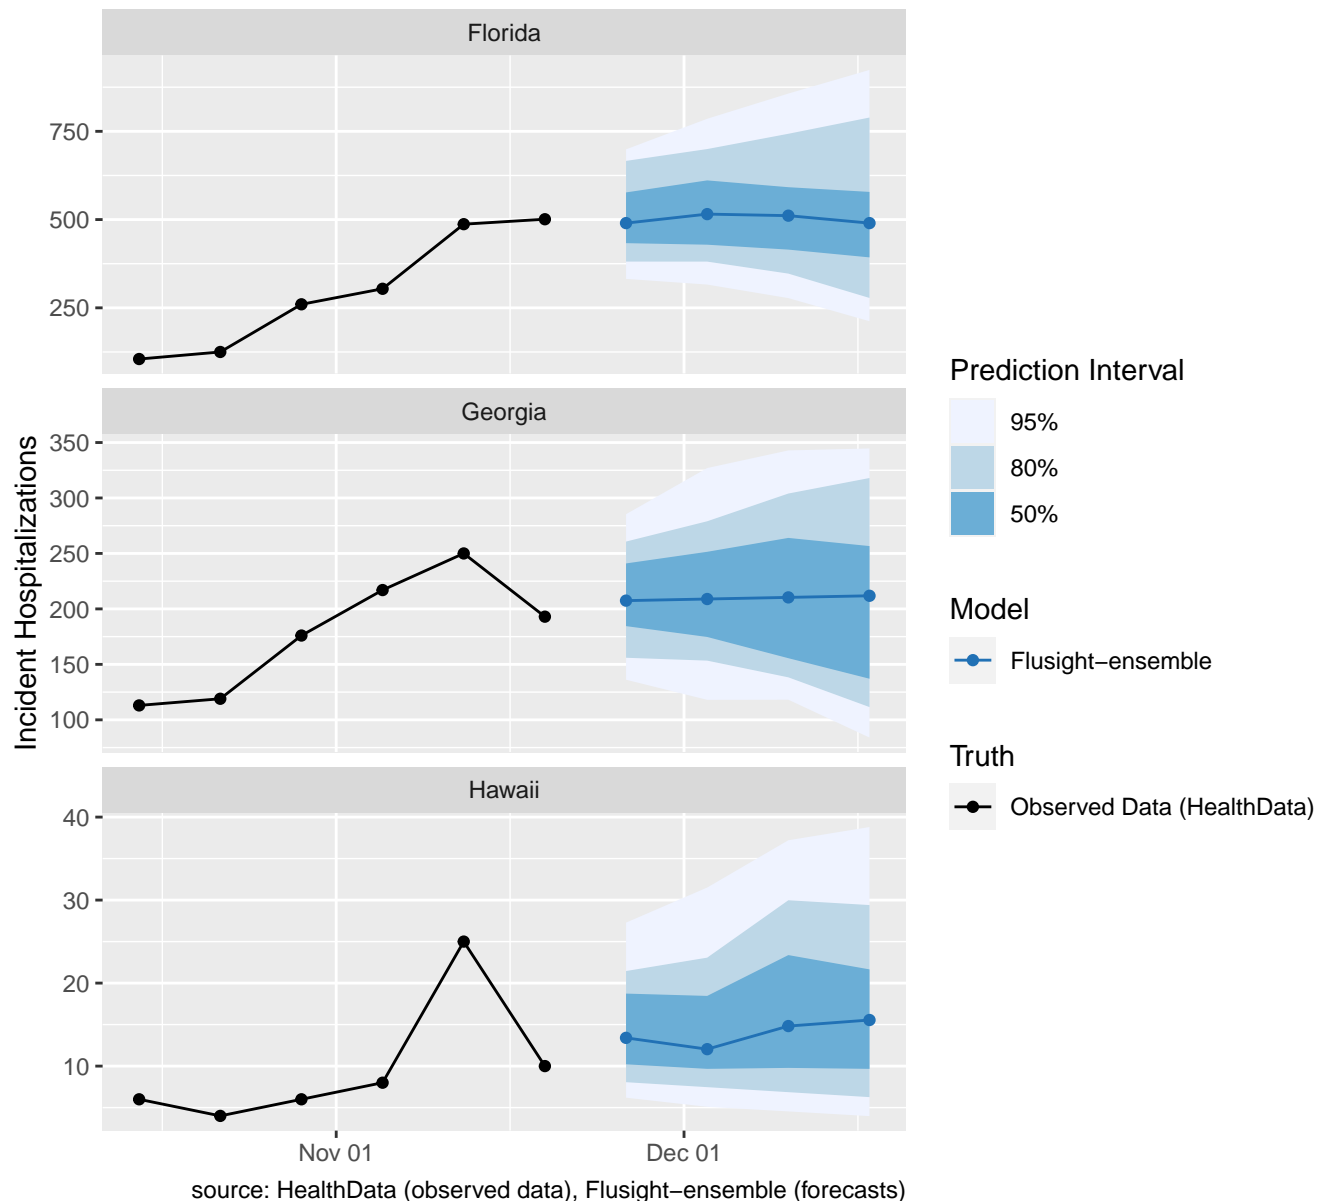 Florida
750
500
250
Georgia
350
300
250
200
150
100
Hawaii
40
30
20
10
Nov 01
Dec 01
Incident Hospitalizations
source: HealthData (observed data), Flusight−ensemble (forecasts)
Prediction Interval
95%
80%
50%
Model
Flusight−ensemble
Truth
Observed Data (HealthData)